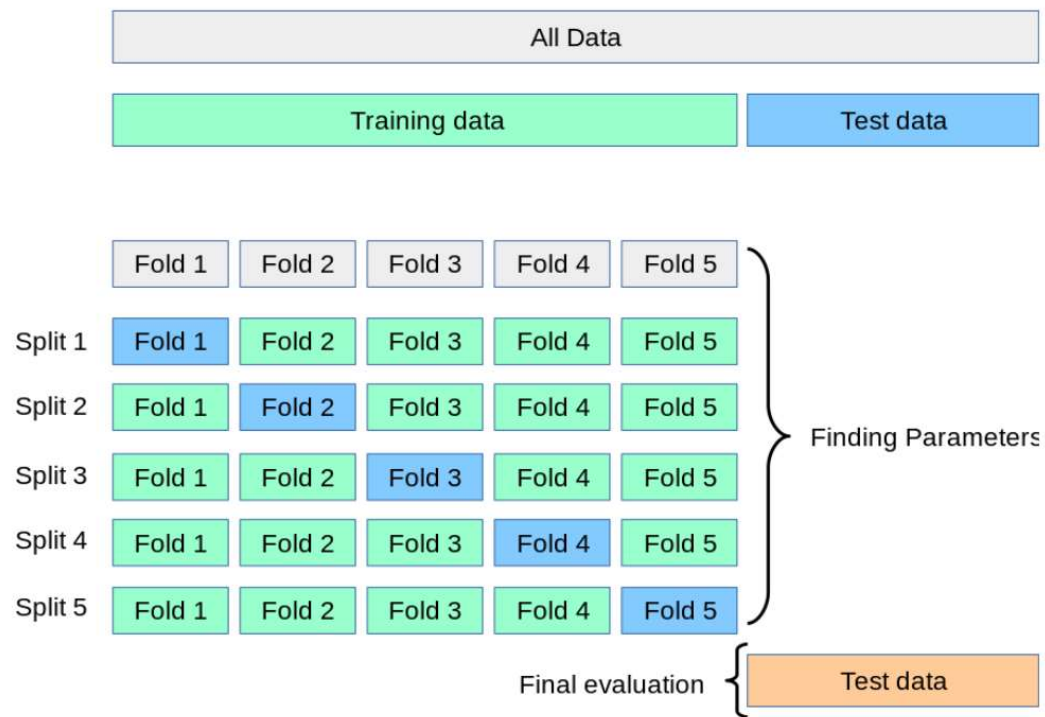 All Data
Training data Test data
Fold 1 Fold 2 Fold 3 Fold 4 Fold 5
Split 1 Fold 1 Fold 2 Fold 3 Fold 4 Fold 5
Split 2 Fold 1 Fold 2 Fold 3 Fold 4 Fold 5
Finding Parameters
Split 3 Fold 1 Fold 2 Fold 3 Fold 4 Fold 5
Split 4 Fold 1 Fold 2 Fold 3 Fold 4 Fold 5
Split 5 Fold 1 Fold 2 Fold 3 Fold 4 Fold 5
Final evaluation Test data